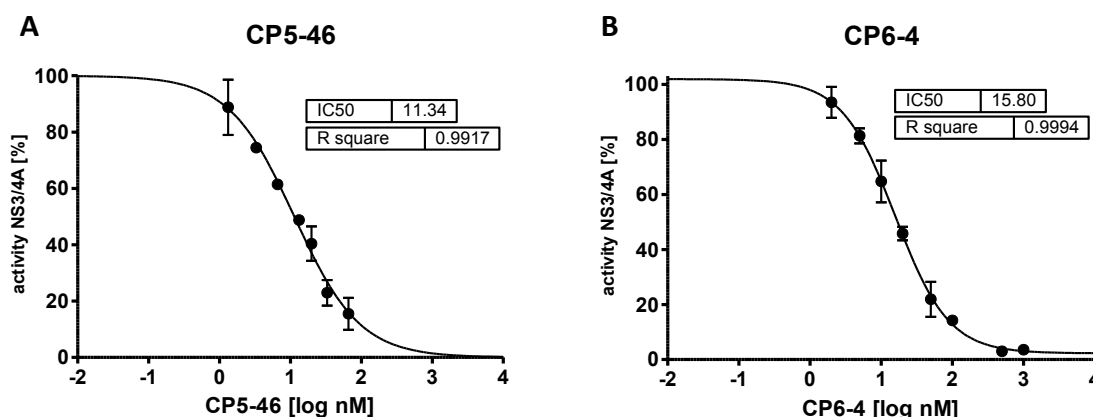 A
CP5-46
activity NS3/4A [%]
100
80
60
40
20
0
IC50 11.34
R square 0.9917
-2 -1 0 1 2 3 4
CP5-46 [log nM]
B
CP6-4
activity NS3/4A [%]
100
80
60
40
20
0
IC50 15.80
R square 0.9994
-2 -1 0 1 2 3 4
CP6-4 [log nM]